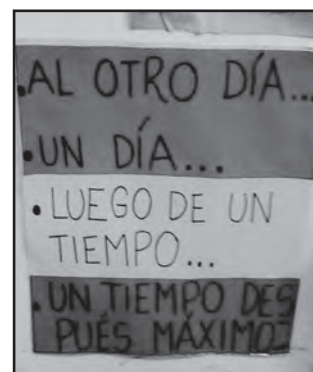 .AL OTRO DÍA...
.UN DÍA...
• LUEGO DE UN
TIEMPO...
.UN TIEMPO DES
PUÉS MÁXIMO